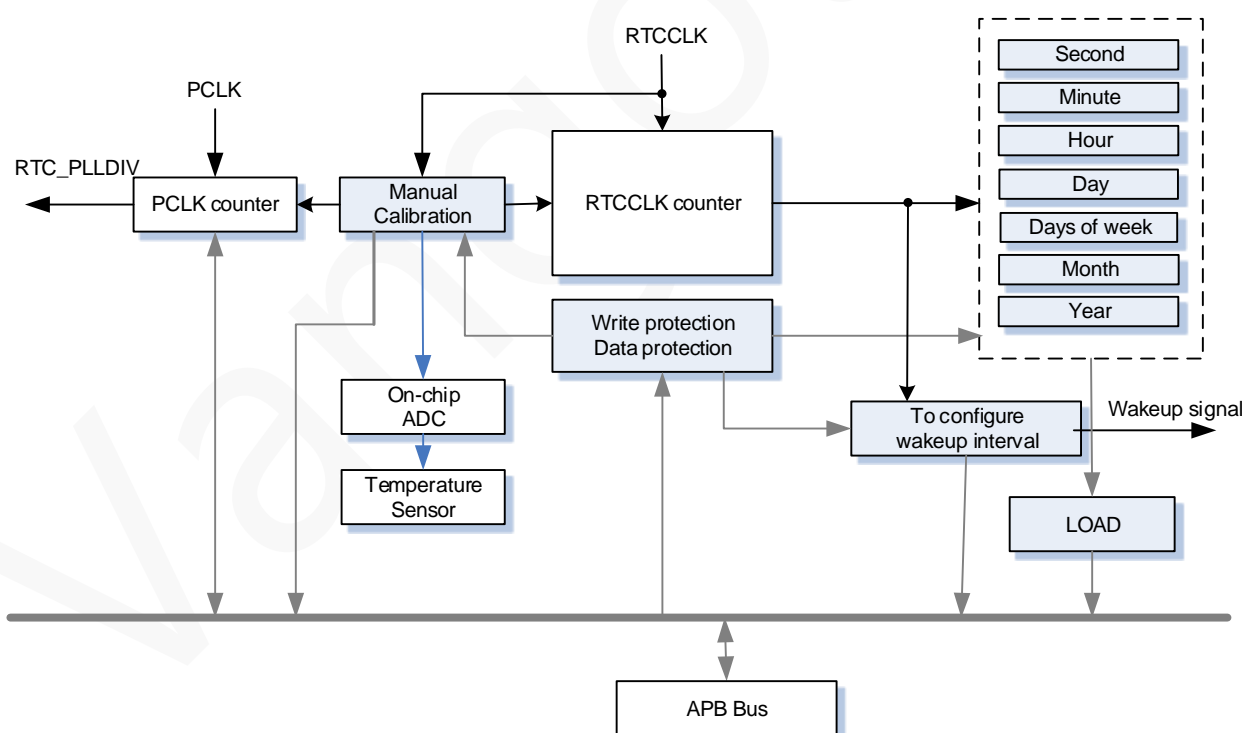 RTCCLK
PCLK
RTC_PLLDIV
PCLK counter
Manual
Calibration
RTCCLK counter
Second
Minute
Hour
Day
Days of week
Month
Year
Write protection
Data protection
On-chip
ADC
Temperature
Sensor
To configure
wakeup interval
Wakeup signal
LOAD
APB Bus
Vango